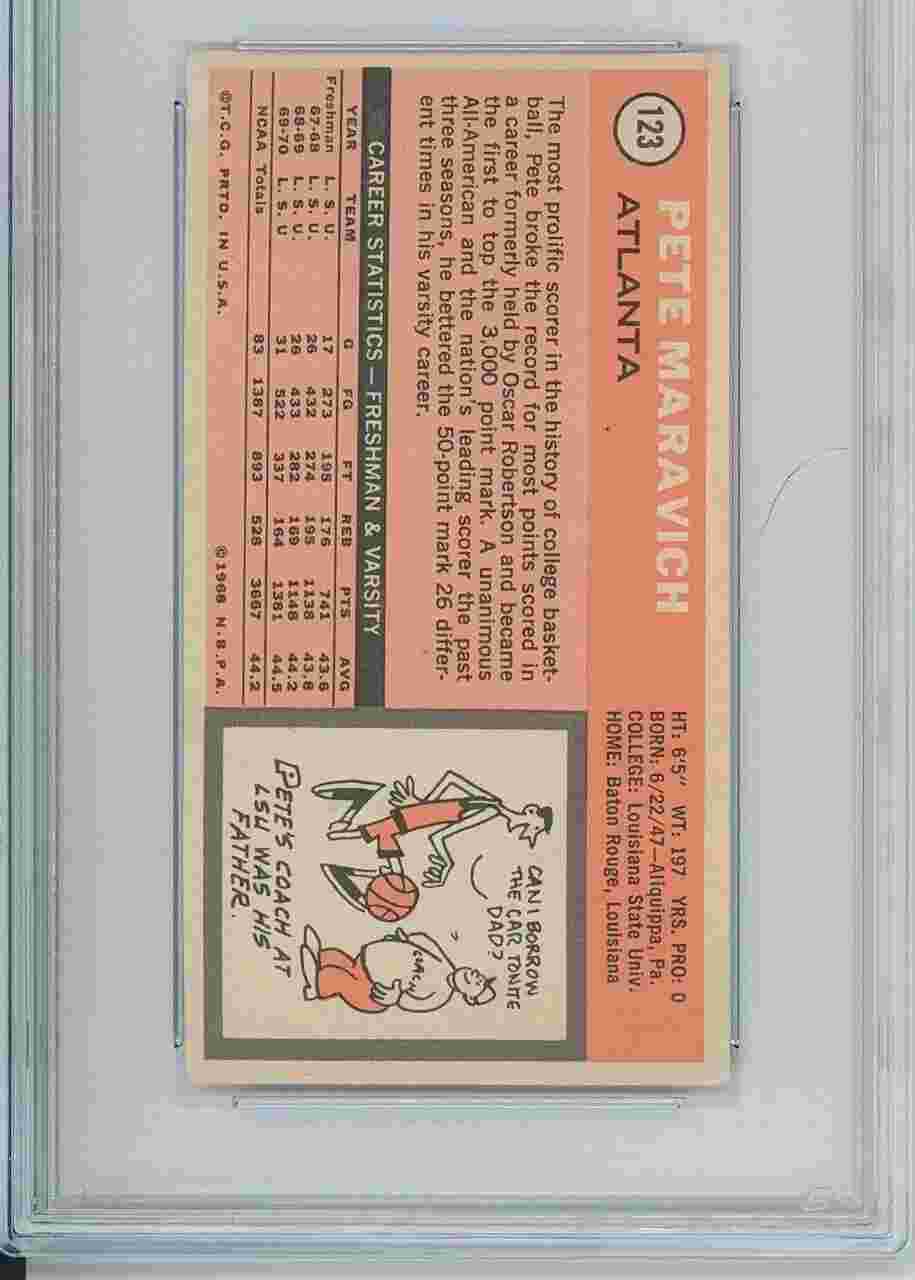 123
PETE MARAVICH
ATLANTA
HT: 6'5" WT: 197 YRS. PRO: 0
BORN: 6/22/47—Aliquippa, Pa.
COLLEGE: Louisiana State Univ.
HOME: Baton Rouge, Louisiana
The most prolific scorer in the history of college basket-
ball, Pete broke the record for most points scored in
a career formerly held by Oscar Robertson and became
the first to top the 3,000 point mark. A unanimous
All-American and the nation's leading scorer the past
three seasons, he bettered the 50-point mark 26 differ-
ent times in his varsity career.
CAREER STATISTICS—FRESHMAN & VARSITY
YEAR TEAM G FG FT REB PTS AVG
Freshman L. S. U. 17 273 195 176 741 43.6
67-68 L. S. U. 26 432 274 195 1138 43.8
68-69 L. S. U. 26 433 282 169 1148 44.2
69-70 L. S. U. 31 522 337 164 1381 44.5
NCAA Totals 83 1387 893 528 3667 44.2
©T.C.G. PRTD. IN U.S.A. ©1968 N.B.P.A.
CAN I BORROW
THE CAR TONITE
DAD?
COACH
PETE'S COACH AT
LSU WAS HIS
FATHER.